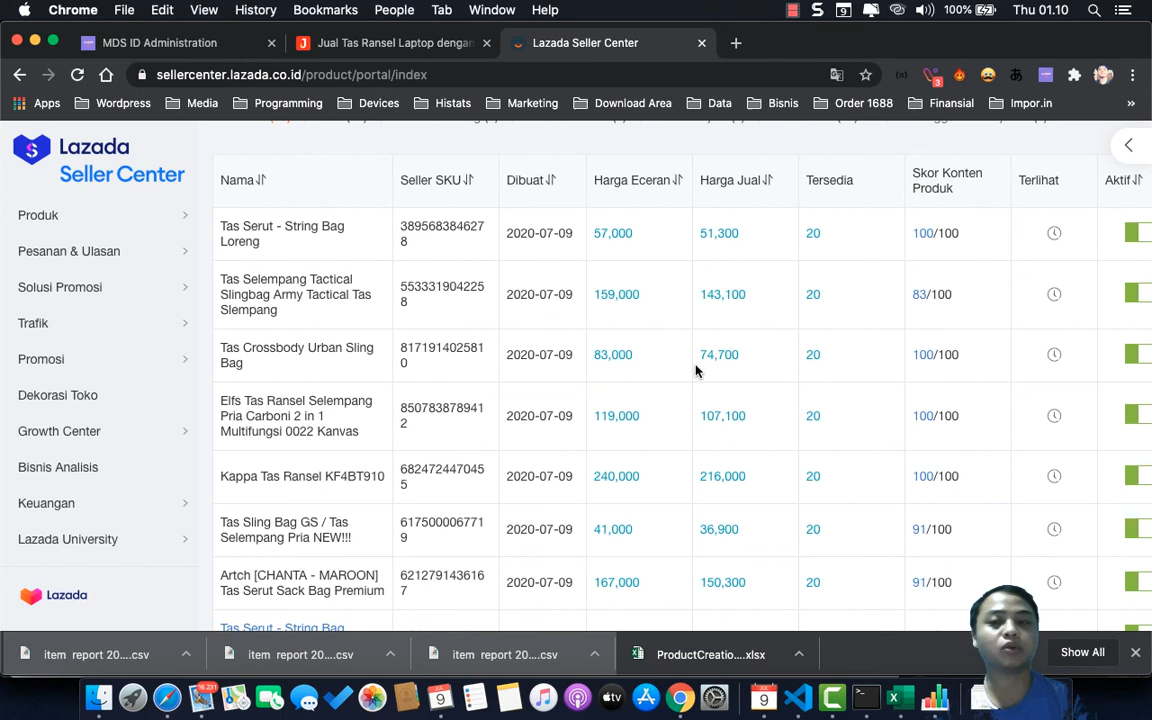 Chrome File Edit View History Bookmarks People Tab Window Help 9 100% Thu 01.10
MDS ID Administration Jual Tas Ransel Laptop dengan Lazada Seller Center
sellercenter.lazada.co.id/product/portal/index 3
Apps Wordpress Media Programming Devices Histats Marketing Download Area Data Bisnis Order 1688 Finansial Impor.in »
Lazada
Seller Center
Produk
Pesanan & Ulasan
Solusi Promosi
Trafik
Promosi
Dekorasi Toko
Growth Center
Bisnis Analisis
Keuangan
Lazada University
Lazada
Nama Seller SKU Dibuat Harga Eceran Harga Jual Tersedia Skor Konten Produk Terlihat Aktif
Tas Serut - String Bag
Loreng
389568384627
8
2020-07-09 57,000 51,300 20 100/100
Tas Selempang Tactical
Slingbag Army Tactical Tas
Slempang
553331904225
8
2020-07-09 159,000 143,100 20 83/100
Tas Crossbody Urban Sling
Bag
817191402581
0
2020-07-09 83,000 74,700 20 100/100
Elfs Tas Ransel Selempang
Pria Carboni 2 in 1
Multifungsi 0022 Kanvas
850783878941
2
2020-07-09 119,000 107,100 20 100/100
Kappa Tas Ransel KF4BT910
682472447045
5
2020-07-09 240,000 216,000 20 100/100
Tas Sling Bag GS / Tas
Selempang Pria NEW!!!
617500006771
9
2020-07-09 41,000 36,900 20 91/100
Artch [CHANTA - MAROON]
Tas Serut Sack Bag Premium
621279143616
7
2020-07-09 167,000 150,300 20 91/100
Tas Serut - String Bag
item report 20....csv item report 20....csv item report 20....csv ProductCreatio....xlsx Show All
16.231 9 tv 9